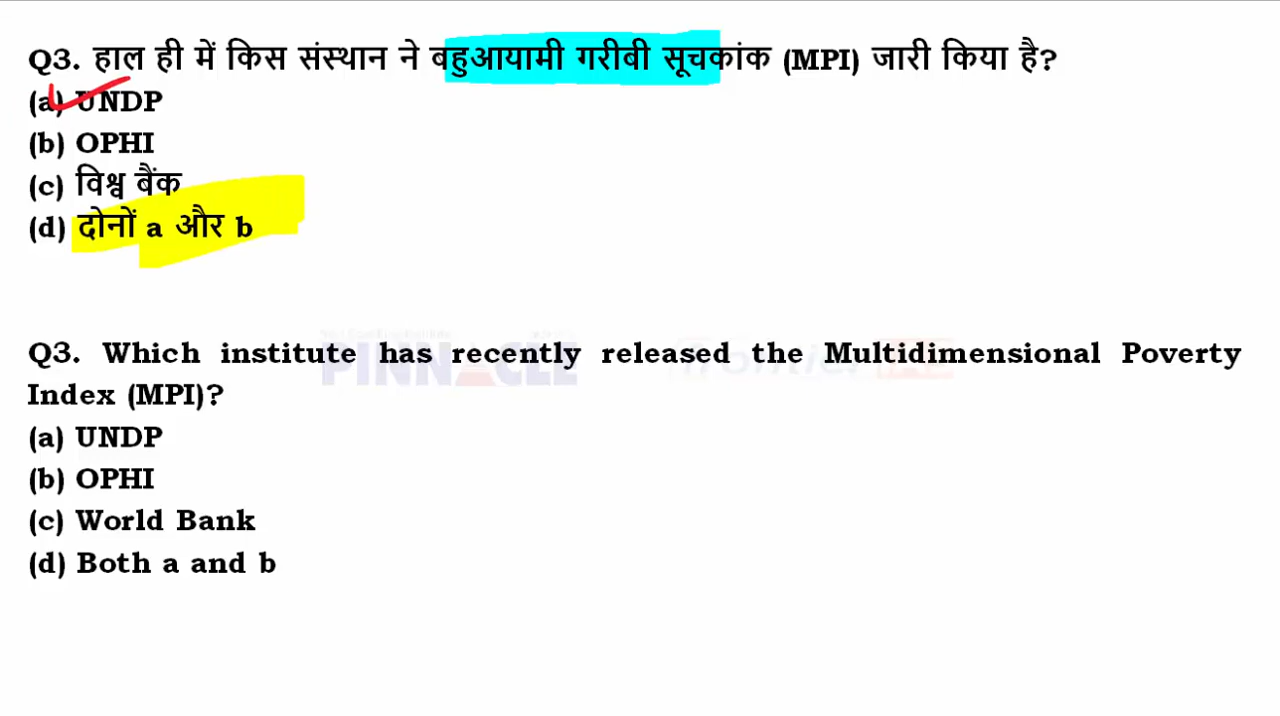 Q3. हाल ही में किस संस्थान ने बहुआयामी गरीबी सूचकांक (MPI) जारी किया है?
(a) UNDP
(b) OPHI
(c) विश्व बैंक
(d) दोनों a और b
Q3. Which institute has recently released the Multidimensional Poverty
PINNACLE
Index (MPI)?
(a) UNDP
(b) OPHI
(c) World Bank
(d) Both a and b